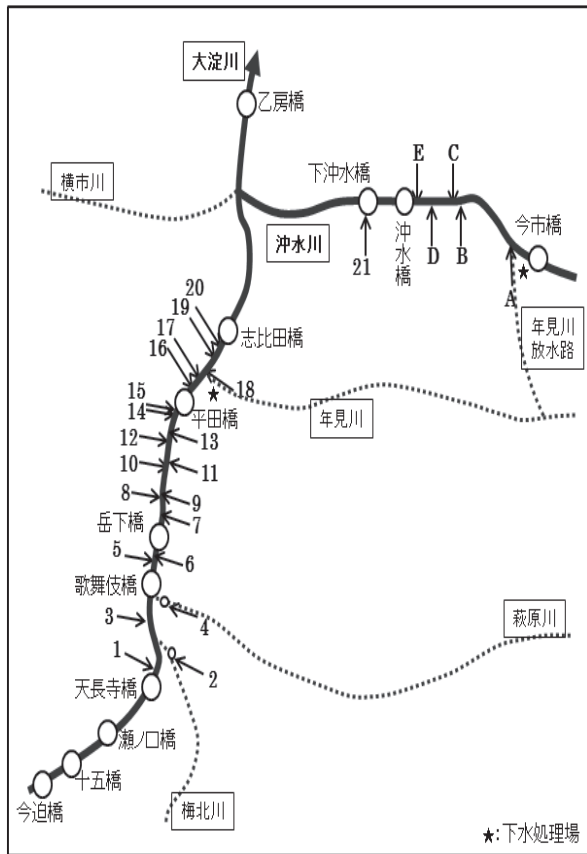 大淀川
乙房橋
横市川
下沖水橋
E
C
沖水川
21
沖水橋
D
B
今市橋
A
年見川
放水路
20
19
17
16
志比田橋
18
15
14
平田橋
年見川
12
13
10
11
8
9
7
岳下橋
5
6
歌舞伎橋
3
4
萩原川
1
2
天長寺橋
瀬ノ口橋
十五橋
今迫橋
梅北川
★:下水処理場